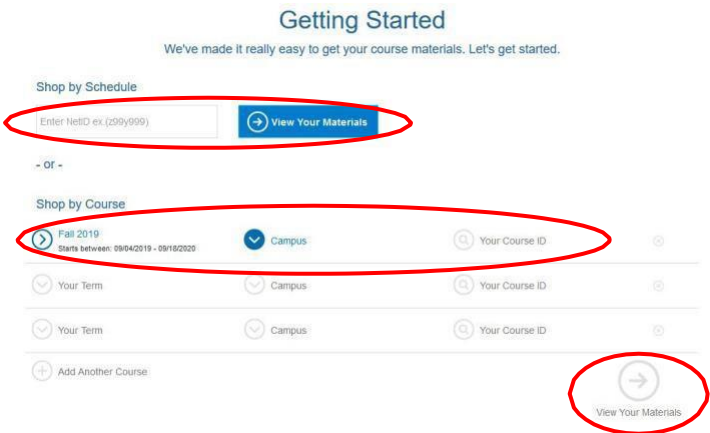 Getting Started
We've made it really easy to get your course materials. Let's get started.
Shop by Schedule
Enter NetID ex.(z99y999)
View Your Materials
- or -
Shop by Course
Fall 2019
Starts between: 09/04/2019 - 09/18/2020
Campus
Your Course ID
Your Term
Campus
Your Course ID
Your Term
Campus
Your Course ID
Add Another Course
View Your Materials